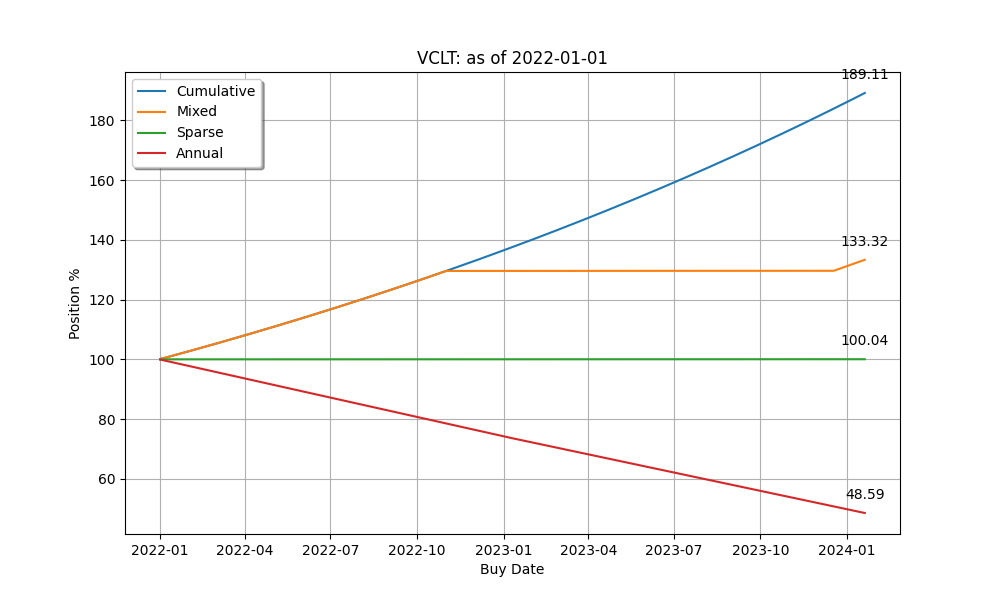 VCLT: as of 2022-01-01
189.11
Cumulative
Mixed
Sparse
Annual
180
160
140
133.32
120
100.04
100
80
60
48.59
Position %
2022-01 2022-04 2022-07 2022-10 2023-01 2023-04 2023-07 2023-10 2024-01
Buy Date